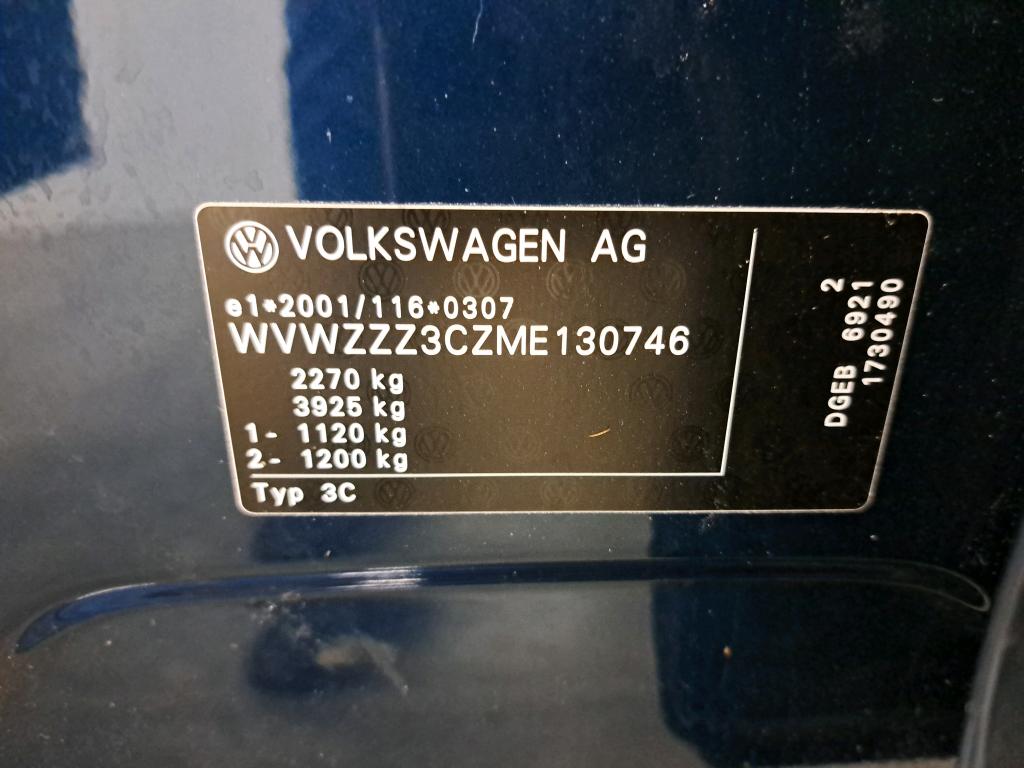 VOLKSWAGEN AG
e1*2001/116*0307
WVWZZZ3CZME130746
2270 kg
3925 kg
1- 1120 kg
2- 1200 kg
Typ 3C
2
DGEB 6921
1730490